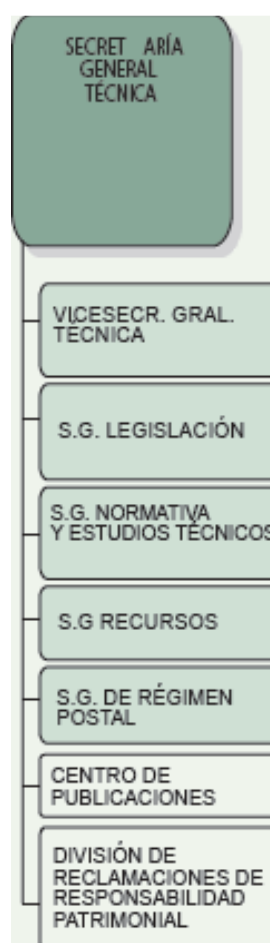 SECRET ARÍA
GENERAL
TÉCNICA
VICESECR. GRAL.
TÉCNICA
S.G. LEGISLACIÓN
S.G. NORMATIVA
Y ESTUDIOS TÉCNICOS
S.G RECURSOS
S.G. DE RÉGIMEN
POSTAL
CENTRO DE
PUBLICACIONES
DIVISIÓN DE
RECLAMACIONES DE
RESPONSABILIDAD
PATRIMONIAL